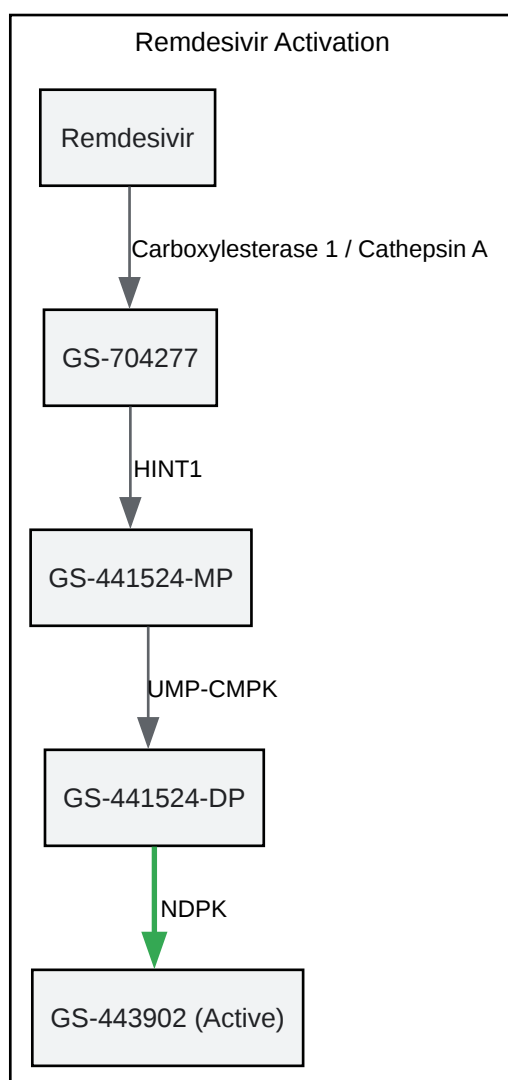 Remdesivir Activation
Remdesivir
Carboxylesterase 1 / Cathepsin A
GS-704277
HINT1
GS-441524-MP
UMP-CMPK
GS-441524-DP
NDPK
GS-443902 (Active)